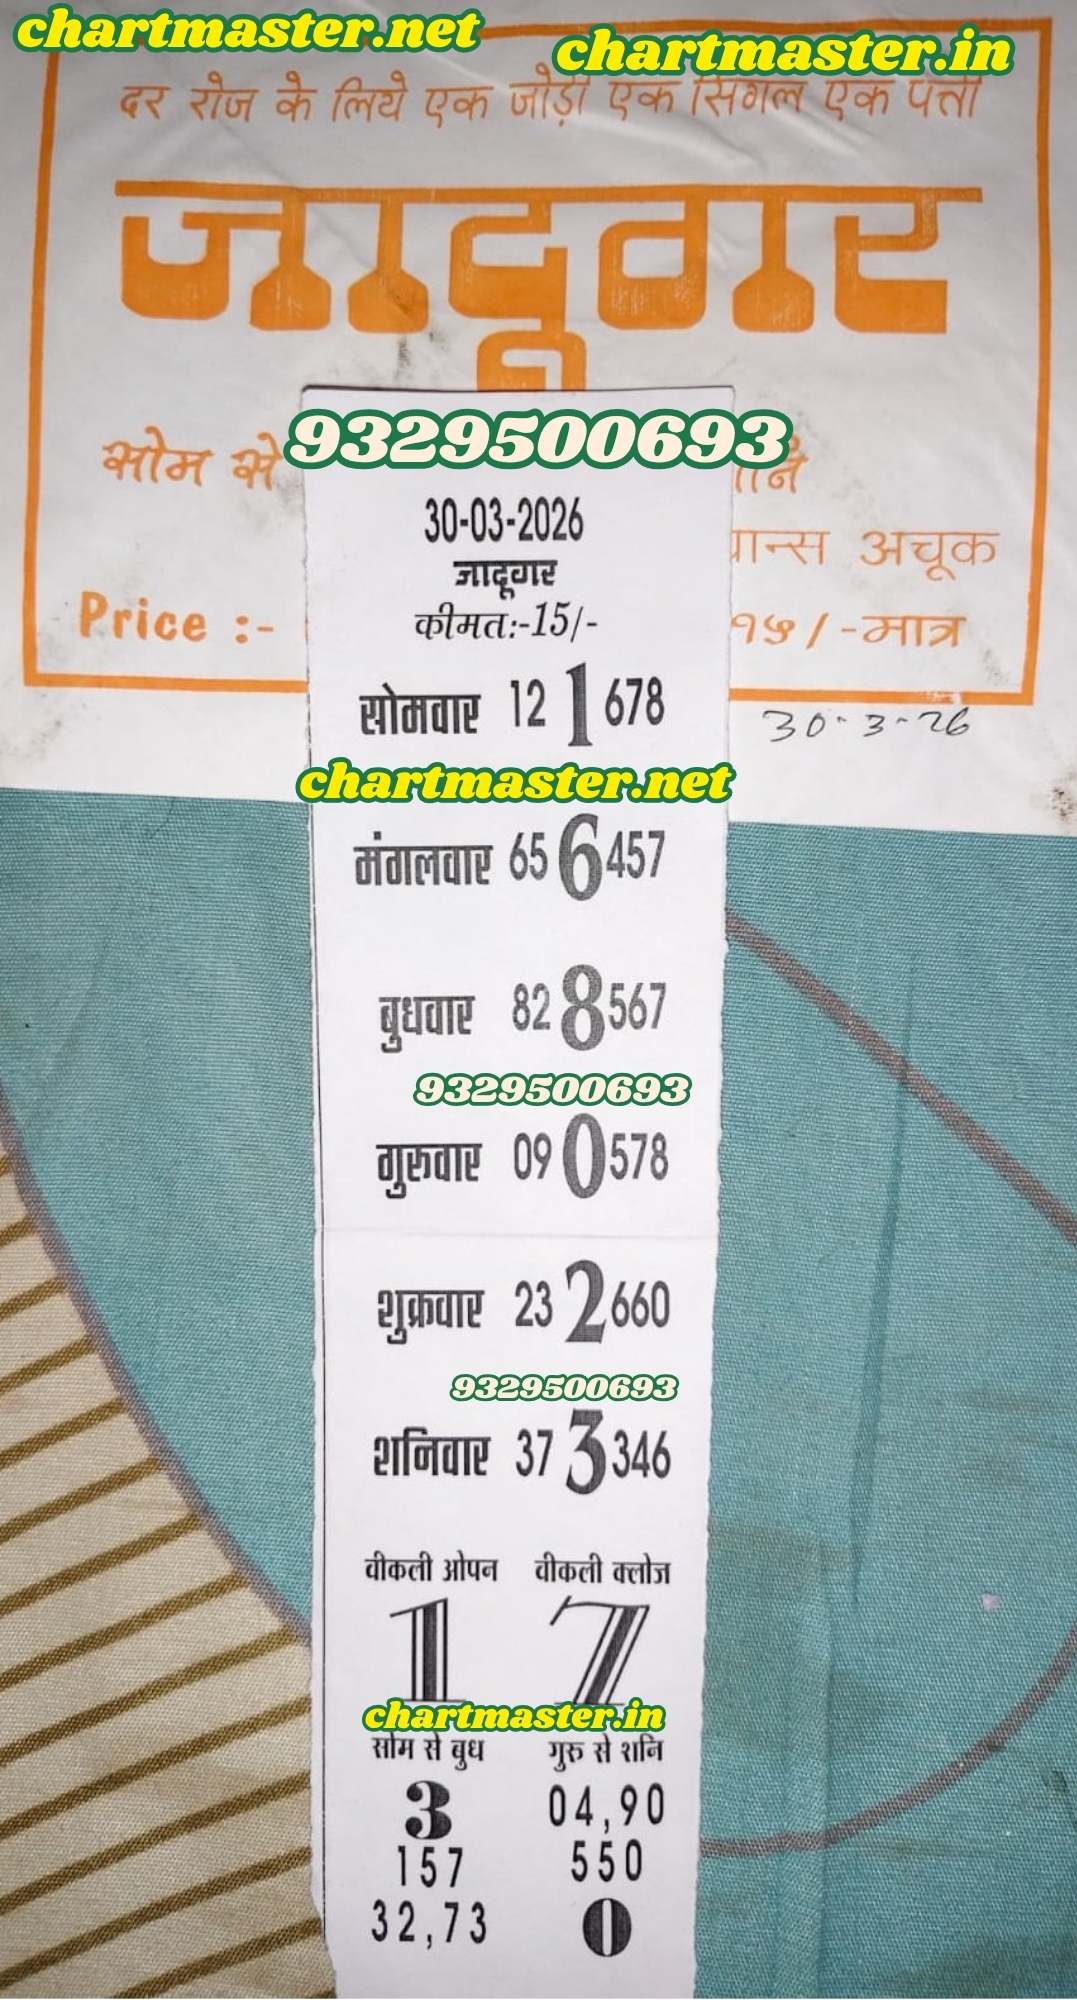 chartmaster.net
chartmaster.in
दर रोज के लिये एक जोड़ी एक सिंगल एक पत्ती
जादूगर
सोम से
9329500693
30-03-2026
जादूगर
अचूक
कीमत:-15/-
Price :-
१५/-मात्र
सोमवार 12 1 678
30-3-26
chartmaster.net
मंगलवार 65 6 457
बुधवार 82 8 567
9329500693
गुरुवार 09 0 578
शुक्रवार 23 2 660
9329500693
शनिवार 37 3 346
वीकली ओपन वीकली क्लोज
1 7
chartmaster.in
सोम से बुध गुरु से शनि
3 04,90
157 550
32,73 0